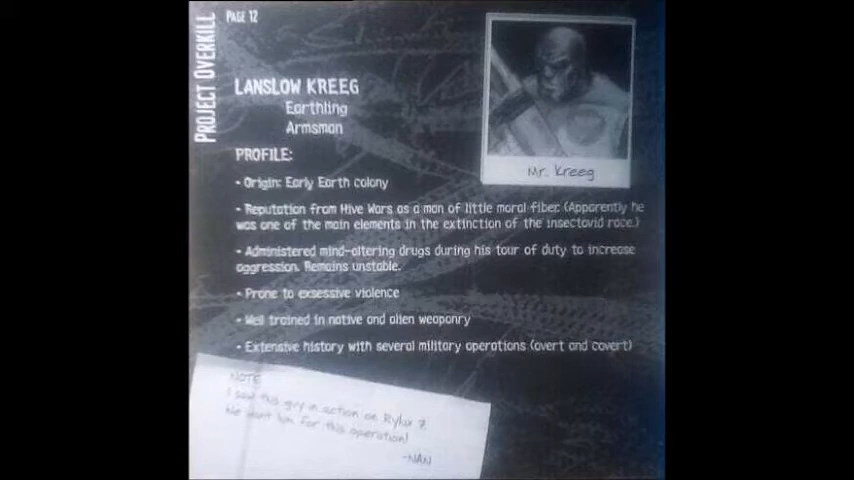 PAGE 12
PROJECT OVERKILL
LANSLOW KREEG
Earthling
Armsman
Mr. Kreeg
PROFILE:
- Origin: Early Earth colony
- Reputation from Hive Wars as a man of little moral fiber. (Apparently he
was one of the main elements in the extinction of the insectavid race.)
- Administered mind-altering drugs during his tour of duty to increase
aggression. Remains unstable.
- Prone to exsessive violence
- Well trained in native and alien weaponry
- Extensive history with several military operations (overt and covert)
NOTE
I saw this guy in action on Rylux 7.
We want him for this operation!
-NAN